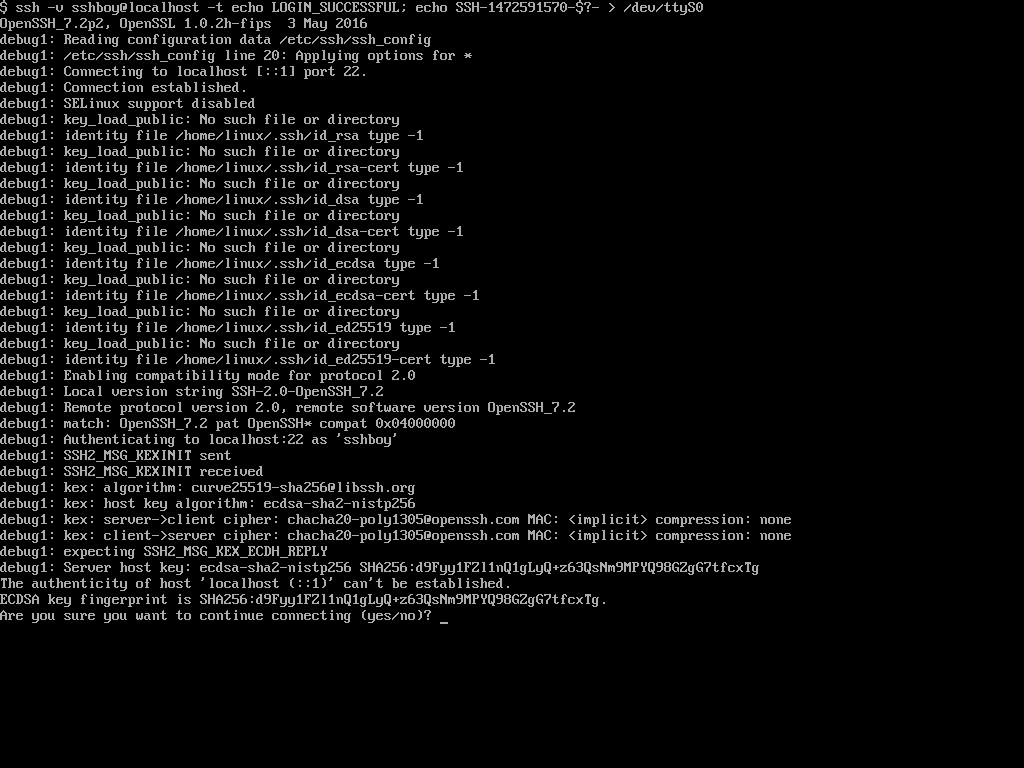 $ ssh -v sshboy@localhost -t echo LOGIN_SUCCESSFUL; echo SSH-1472591570-$?- > /dev/ttyS0
OpenSSH_7.2p2, OpenSSL 1.0.2h-fips  3 May 2016
debug1: Reading configuration data /etc/ssh/ssh_config
debug1: /etc/ssh/ssh_config line 20: Applying options for *
debug1: Connecting to localhost [::1] port 22.
debug1: Connection established.
debug1: SELinux support disabled
debug1: key_load_public: No such file or directory
debug1: identity file /home/linux/.ssh/id_rsa type -1
debug1: key_load_public: No such file or directory
debug1: identity file /home/linux/.ssh/id_rsa-cert type -1
debug1: key_load_public: No such file or directory
debug1: identity file /home/linux/.ssh/id_dsa type -1
debug1: key_load_public: No such file or directory
debug1: identity file /home/linux/.ssh/id_dsa-cert type -1
debug1: key_load_public: No such file or directory
debug1: identity file /home/linux/.ssh/id_ecdsa type -1
debug1: key_load_public: No such file or directory
debug1: identity file /home/linux/.ssh/id_ecdsa-cert type -1
debug1: key_load_public: No such file or directory
debug1: identity file /home/linux/.ssh/id_ed25519 type -1
debug1: key_load_public: No such file or directory
debug1: identity file /home/linux/.ssh/id_ed25519-cert type -1
debug1: Enabling compatibility mode for protocol 2.0
debug1: Local version string SSH-2.0-OpenSSH_7.2
debug1: Remote protocol version 2.0, remote software version OpenSSH_7.2
debug1: match: OpenSSH_7.2 pat OpenSSH* compat 0x04000000
debug1: Authenticating to localhost:22 as 'sshboy'
debug1: SSH2_MSG_KEXINIT sent
debug1: SSH2_MSG_KEXINIT received
debug1: kex: algorithm: curve25519-sha256@libssh.org
debug1: kex: host key algorithm: ecdsa-sha2-nistp256
debug1: kex: server->client cipher: chacha20-poly1305@openssh.com MAC: <implicit> compression: none
debug1: kex: client->server cipher: chacha20-poly1305@openssh.com MAC: <implicit> compression: none
debug1: expecting SSH2_MSG_KEX_ECDH_REPLY
debug1: Server host key: ecdsa-sha2-nistp256 SHA256:d9Fyy1FZl1nQ1gLyQ+z63QsNm9MPYQ98GZgG7tfcxTg
The authenticity of host 'localhost (::1)' can't be established.
ECDSA key fingerprint is SHA256:d9Fyy1FZl1nQ1gLyQ+z63QsNm9MPYQ98GZgG7tfcxTg.
Are you sure you want to continue connecting (yes/no)? _